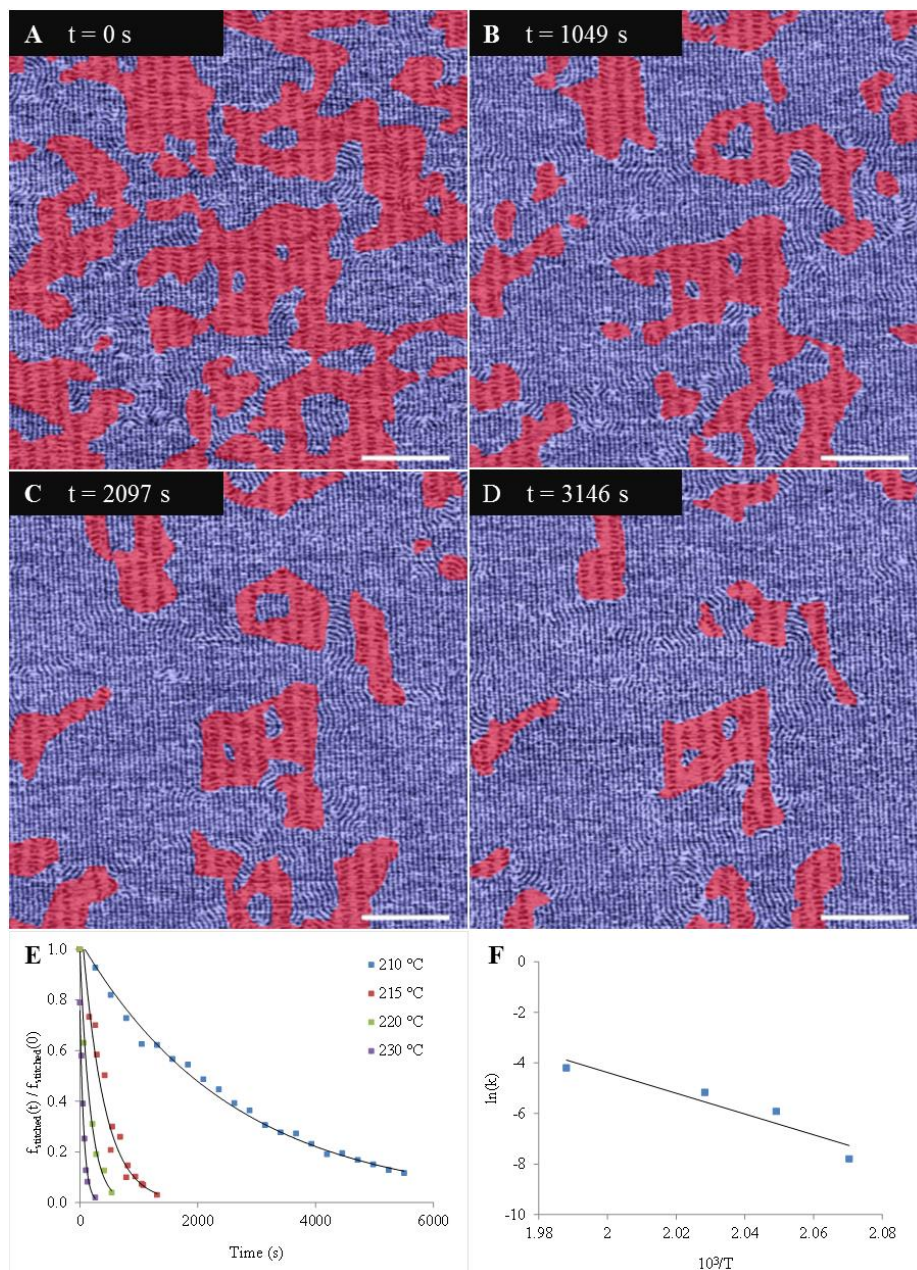 A t = 0 s
B t = 1049 s
C t = 2097 s
D t = 3146 s
E
f_stitched(t) / f_stitched(0)
1.0
0.8
0.6
0.4
0.2
0.0
0
2000
4000
6000
Time (s)
210 °C
215 °C
220 °C
230 °C
F
ln(k)
0
-2
-4
-6
-8
-10
1.98
2
2.02
2.04
2.06
2.08
10³/T